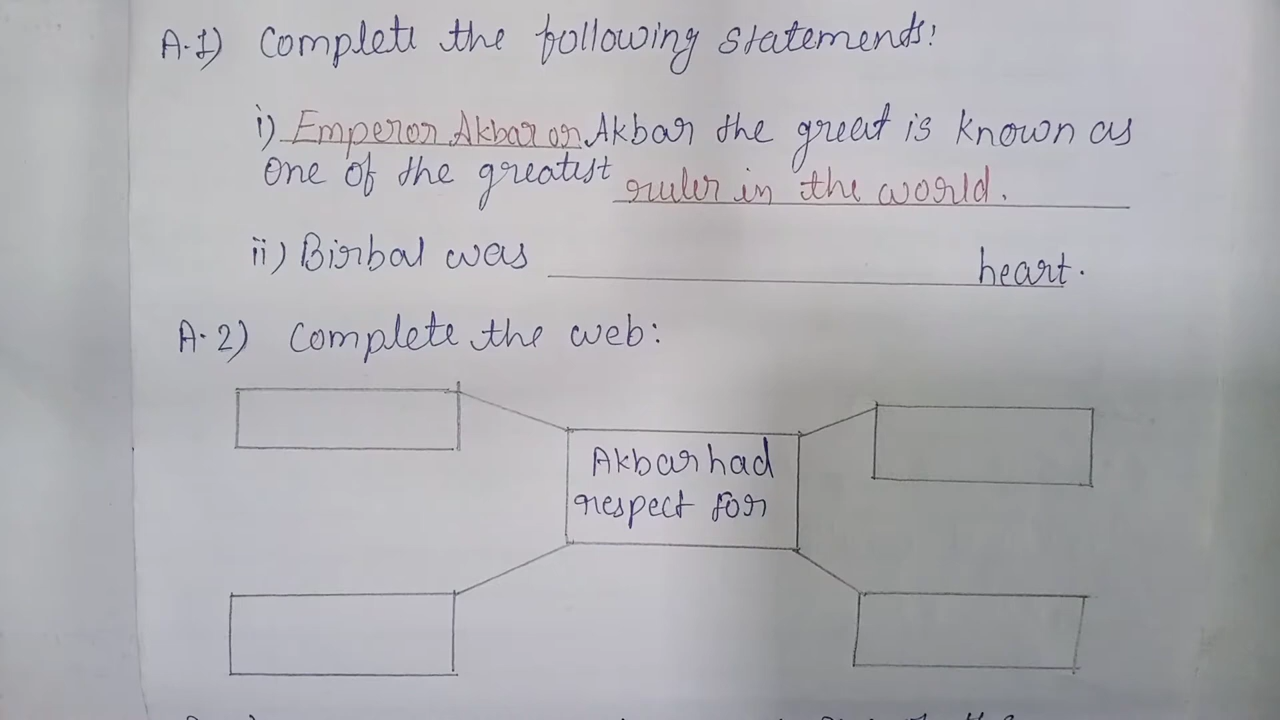 A-1) Complete the following statements:
i) Emperor Akbar or Akbar the great is known as
one of the greatest ruler in the world.
ii) Birbal was heart.
A-2) Complete the web:
Akbar had
respect for